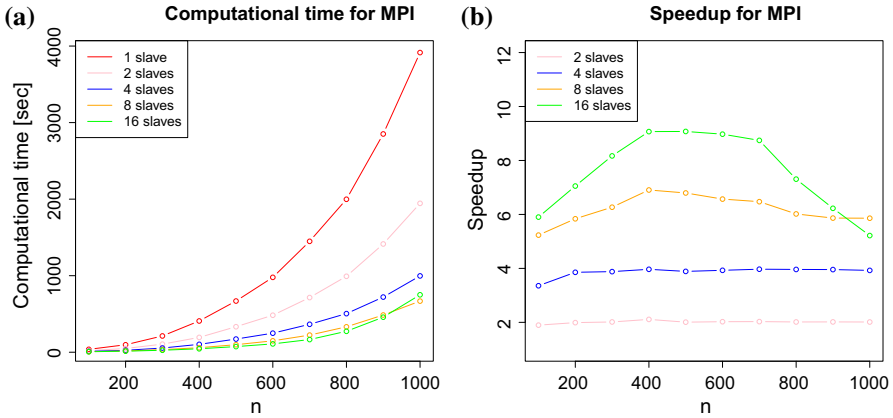 (a)
Computational time for MPI
1 slave
2 slaves
4 slaves
8 slaves
16 slaves
Computational time [sec]
4000
3000
2000
1000
0
200
400
600
800
1000
n
(b)
Speedup for MPI
2 slaves
4 slaves
8 slaves
16 slaves
Speedup
12
10
8
6
4
2
200
400
600
800
1000
n